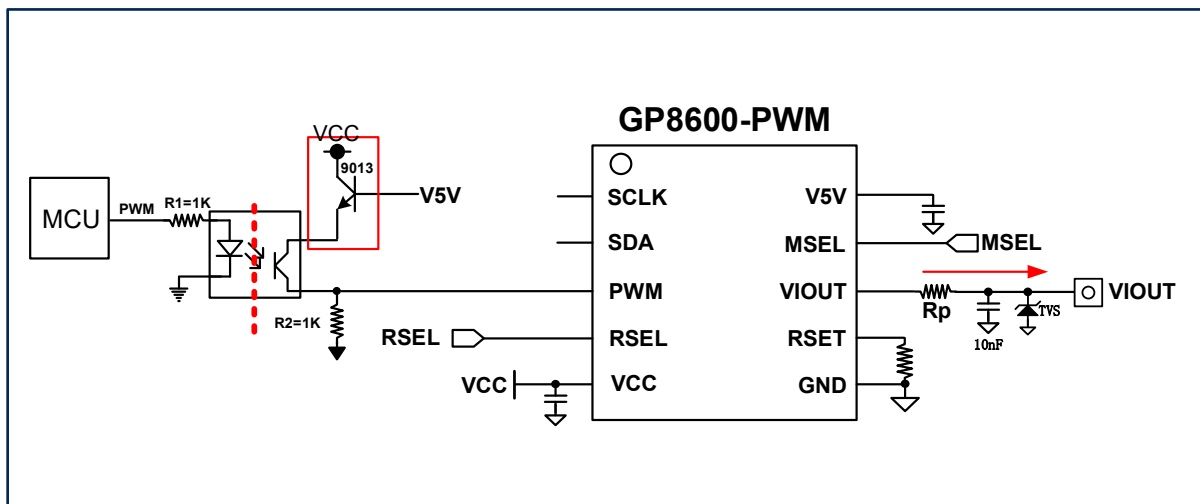 GP8600-PWM
VCC
9013
V5V
MCU
PWM
R1=1K
R2=1K
SCLK
SDA
PWM
RSEL
RSEL
VCC
VCC
V5V
MSEL
MSEL
VIOUT
Rp
10nF
TVS
VIOUT
RSET
GND